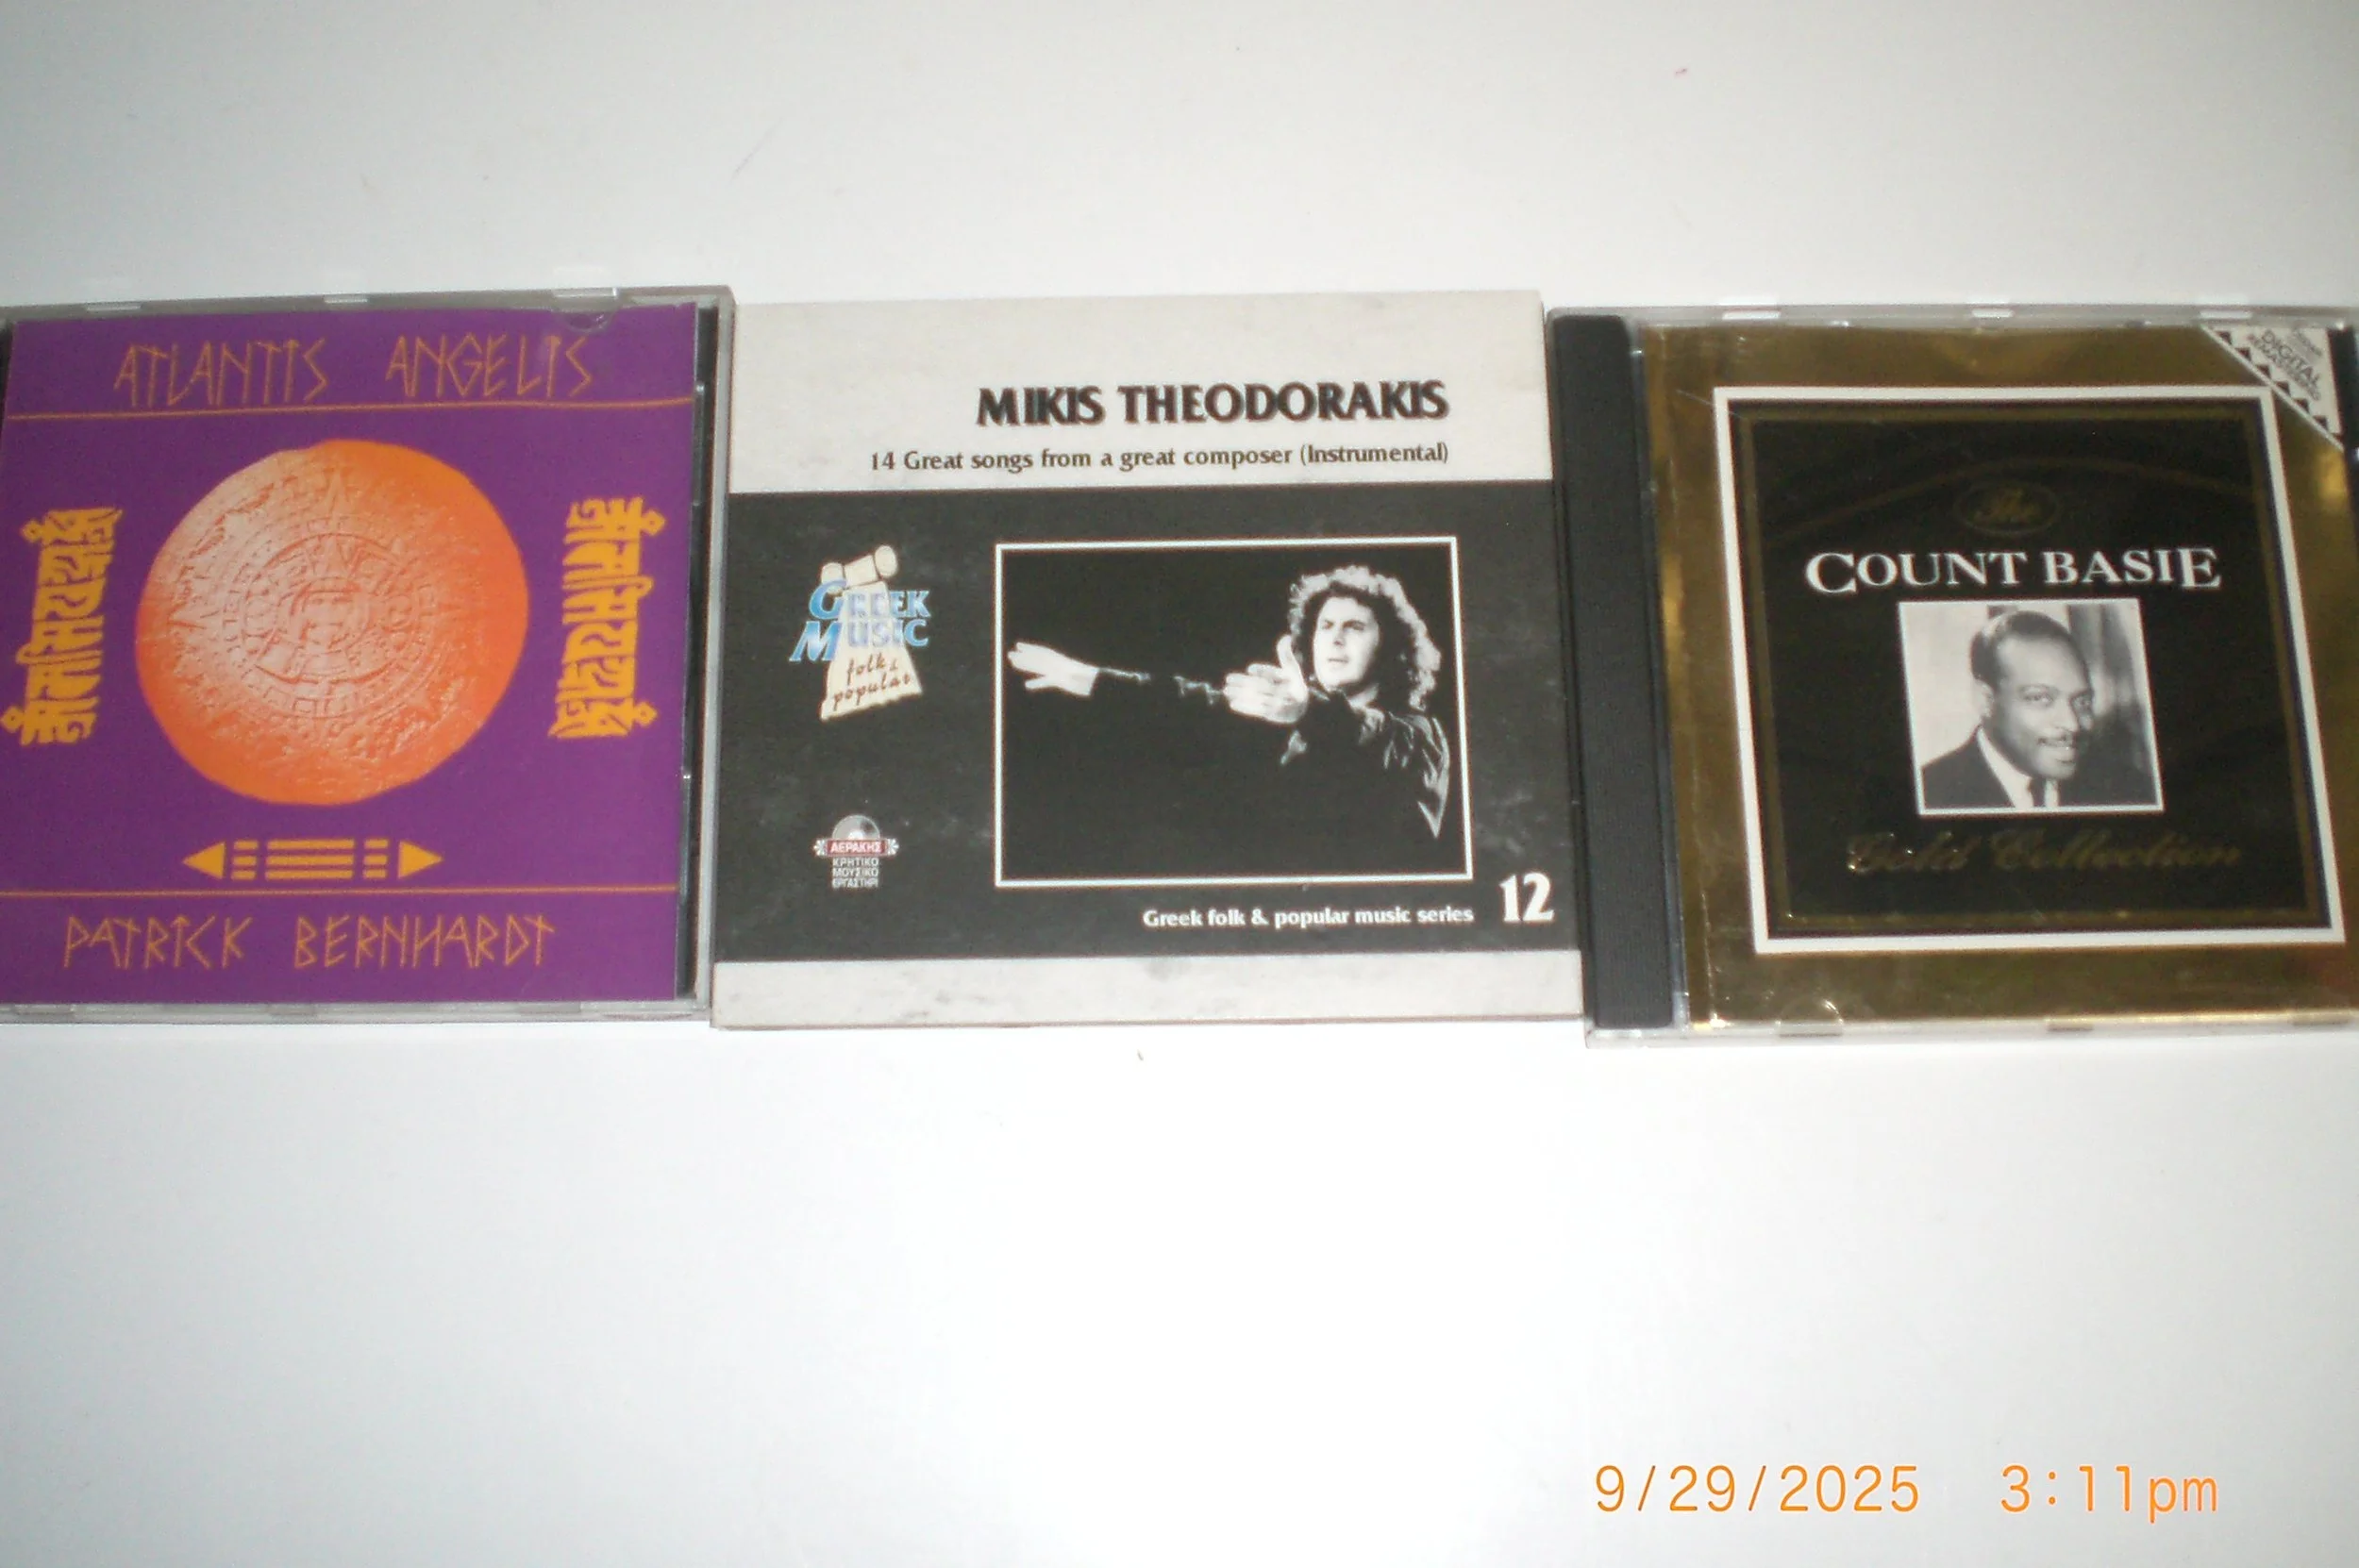 ATLANTIS ANGELIS
PATRICK BERNHARDT
MIKIS THEODORAKIS
14 Great songs from a great composer (Instrumental)
GREEK
MUSIC
folk &
popular
ΑΕΡΑΚΗΣ
ΚΡΗΤΙΚΟ
ΜΟΥΣΙΚΟ
ΕΡΓΑΣΤΗΡΙ
Greek folk & popular music series 12
DIGITAL
REMASTERING
The
COUNT BASIE
Gold Collection
9/29/2025 3:11pm